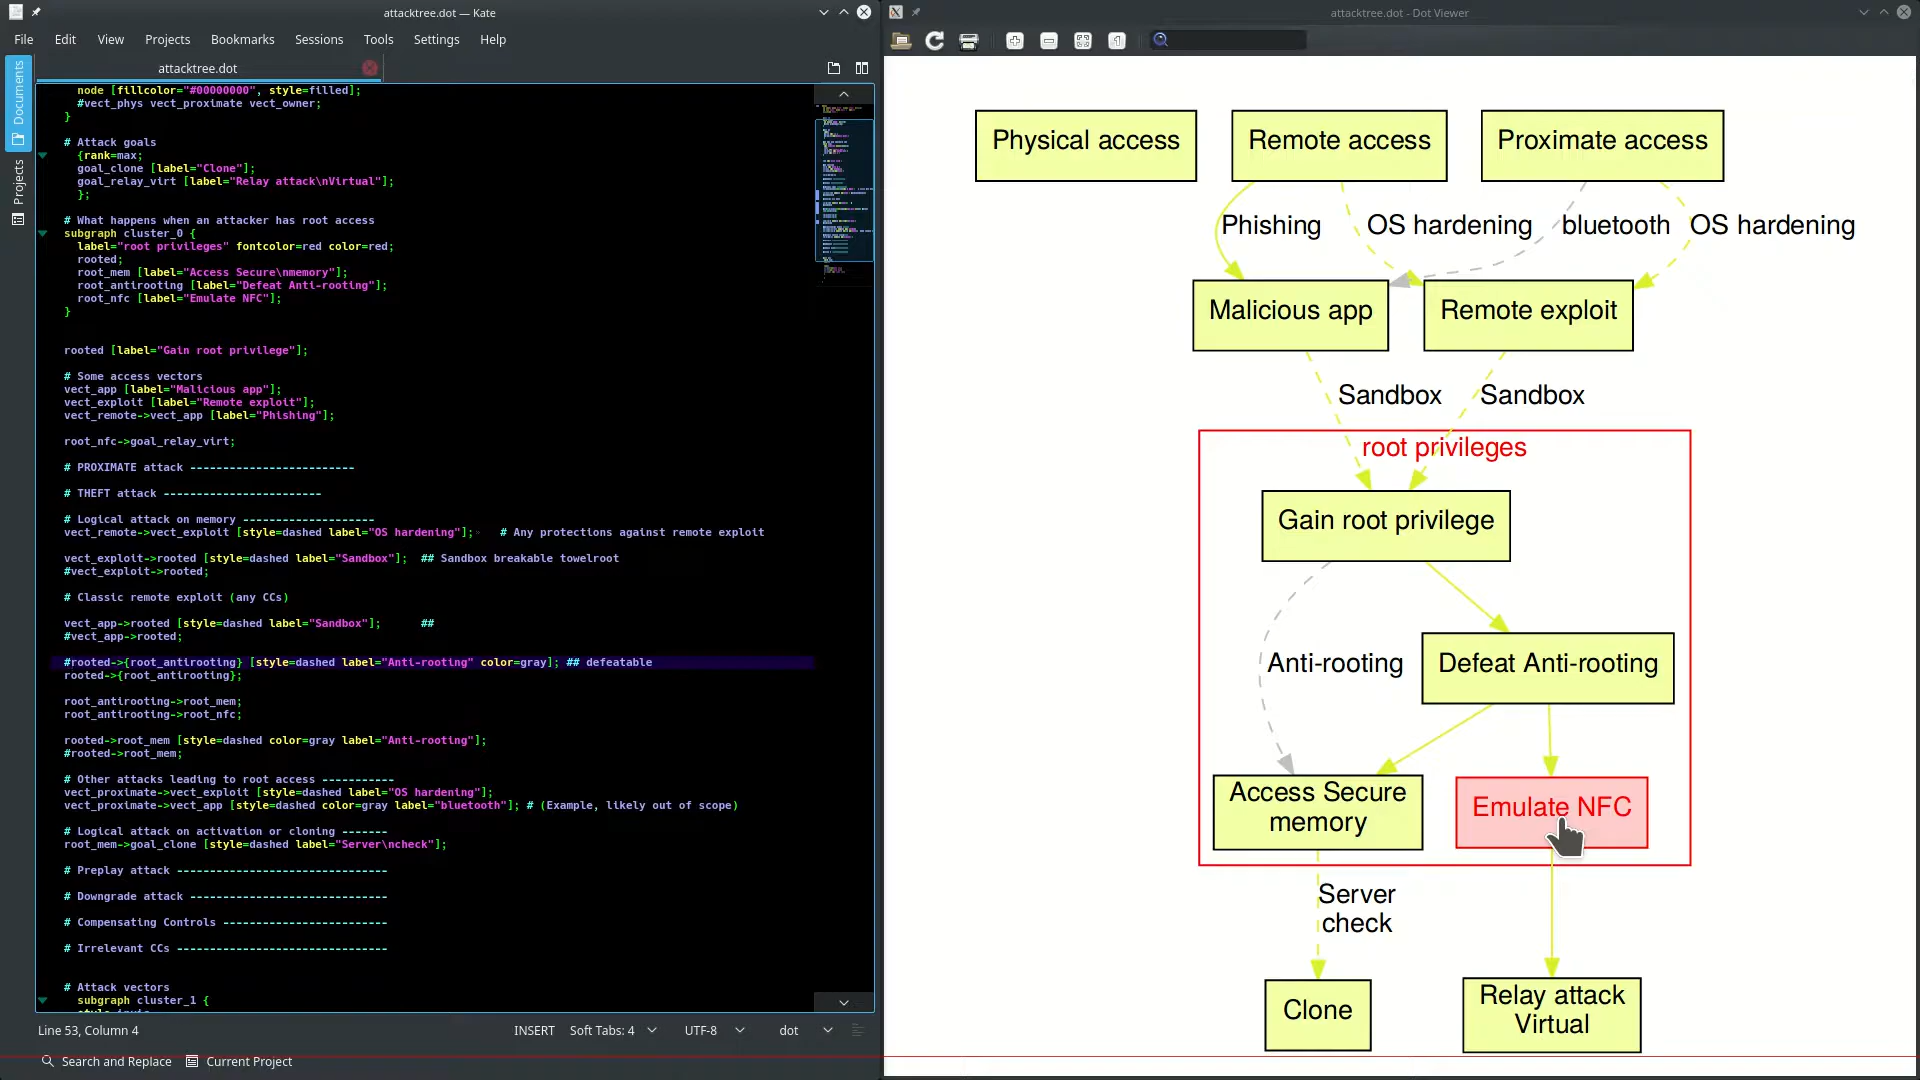 attacktree.dot — Kate
File Edit View Projects Bookmarks Sessions Tools Settings Help
Documents
Projects
attacktree.dot
node [fillcolor="#00000000", style=filled];
#vect_phys vect_proximate vect_owner;
}
# Attack goals
{rank=max;
goal_clone [label="Clone"];
goal_relay_virt [label="Relay attack\nVirtual"];
};
# What happens when an attacker has root access
subgraph cluster_0 {
label="root privileges" fontcolor=red color=red;
rooted;
root_mem [label="Access Secure\nmemory"];
root_antirooting [label="Defeat Anti-rooting"];
root_nfc [label="Emulate NFC"];
}
rooted [label="Gain root privilege"];
# Some access vectors
vect_app [label="Malicious app"];
vect_exploit [label="Remote exploit"];
vect_remote->vect_app [label="Phishing"];
root_nfc->goal_relay_virt;
# PROXIMATE attack -------------------------
# THEFT attack ------------------------
# Logical attack on memory --------------------
vect_remote->vect_exploit [style=dashed label="OS hardening"]; # Any protections against remote exploit
vect_exploit->rooted [style=dashed label="Sandbox"]; ## Sandbox breakable towelroot
#vect_exploit->rooted;
# Classic remote exploit (any CCs)
vect_app->rooted [style=dashed label="Sandbox"]; ##
#vect_app->rooted;
#rooted->{root_antirooting} [style=dashed label="Anti-rooting" color=gray]; ## defeatable
rooted->{root_antirooting};
root_antirooting->root_mem;
root_antirooting->root_nfc;
rooted->root_mem [style=dashed color=gray label="Anti-rooting"];
#rooted->root_mem;
# Other attacks leading to root access -----------
vect_proximate->vect_exploit [style=dashed label="OS hardening"];
vect_proximate->vect_app [style=dashed color=gray label="bluetooth"]; # (Example, likely out of scope)
# Logical attack on activation or cloning -------
root_mem->goal_clone [style=dashed label="Server\ncheck"];
# Preplay attack --------------------------------
# Downgrade attack ------------------------------
# Compensating Controls -------------------------
# Irrelevant CCs --------------------------------
# Attack vectors
subgraph cluster_1 {
Line 53, Column 4
INSERT Soft Tabs: 4 UTF-8 dot
Search and Replace Current Project
attacktree.dot - Dot Viewer
Physical access Remote access Proximate access
Phishing OS hardening bluetooth OS hardening
Malicious app Remote exploit
Sandbox Sandbox
root privileges
Gain root privilege
Anti-rooting Defeat Anti-rooting
Access Secure
memory
Emulate NFC
Server
check
Clone
Relay attack
Virtual